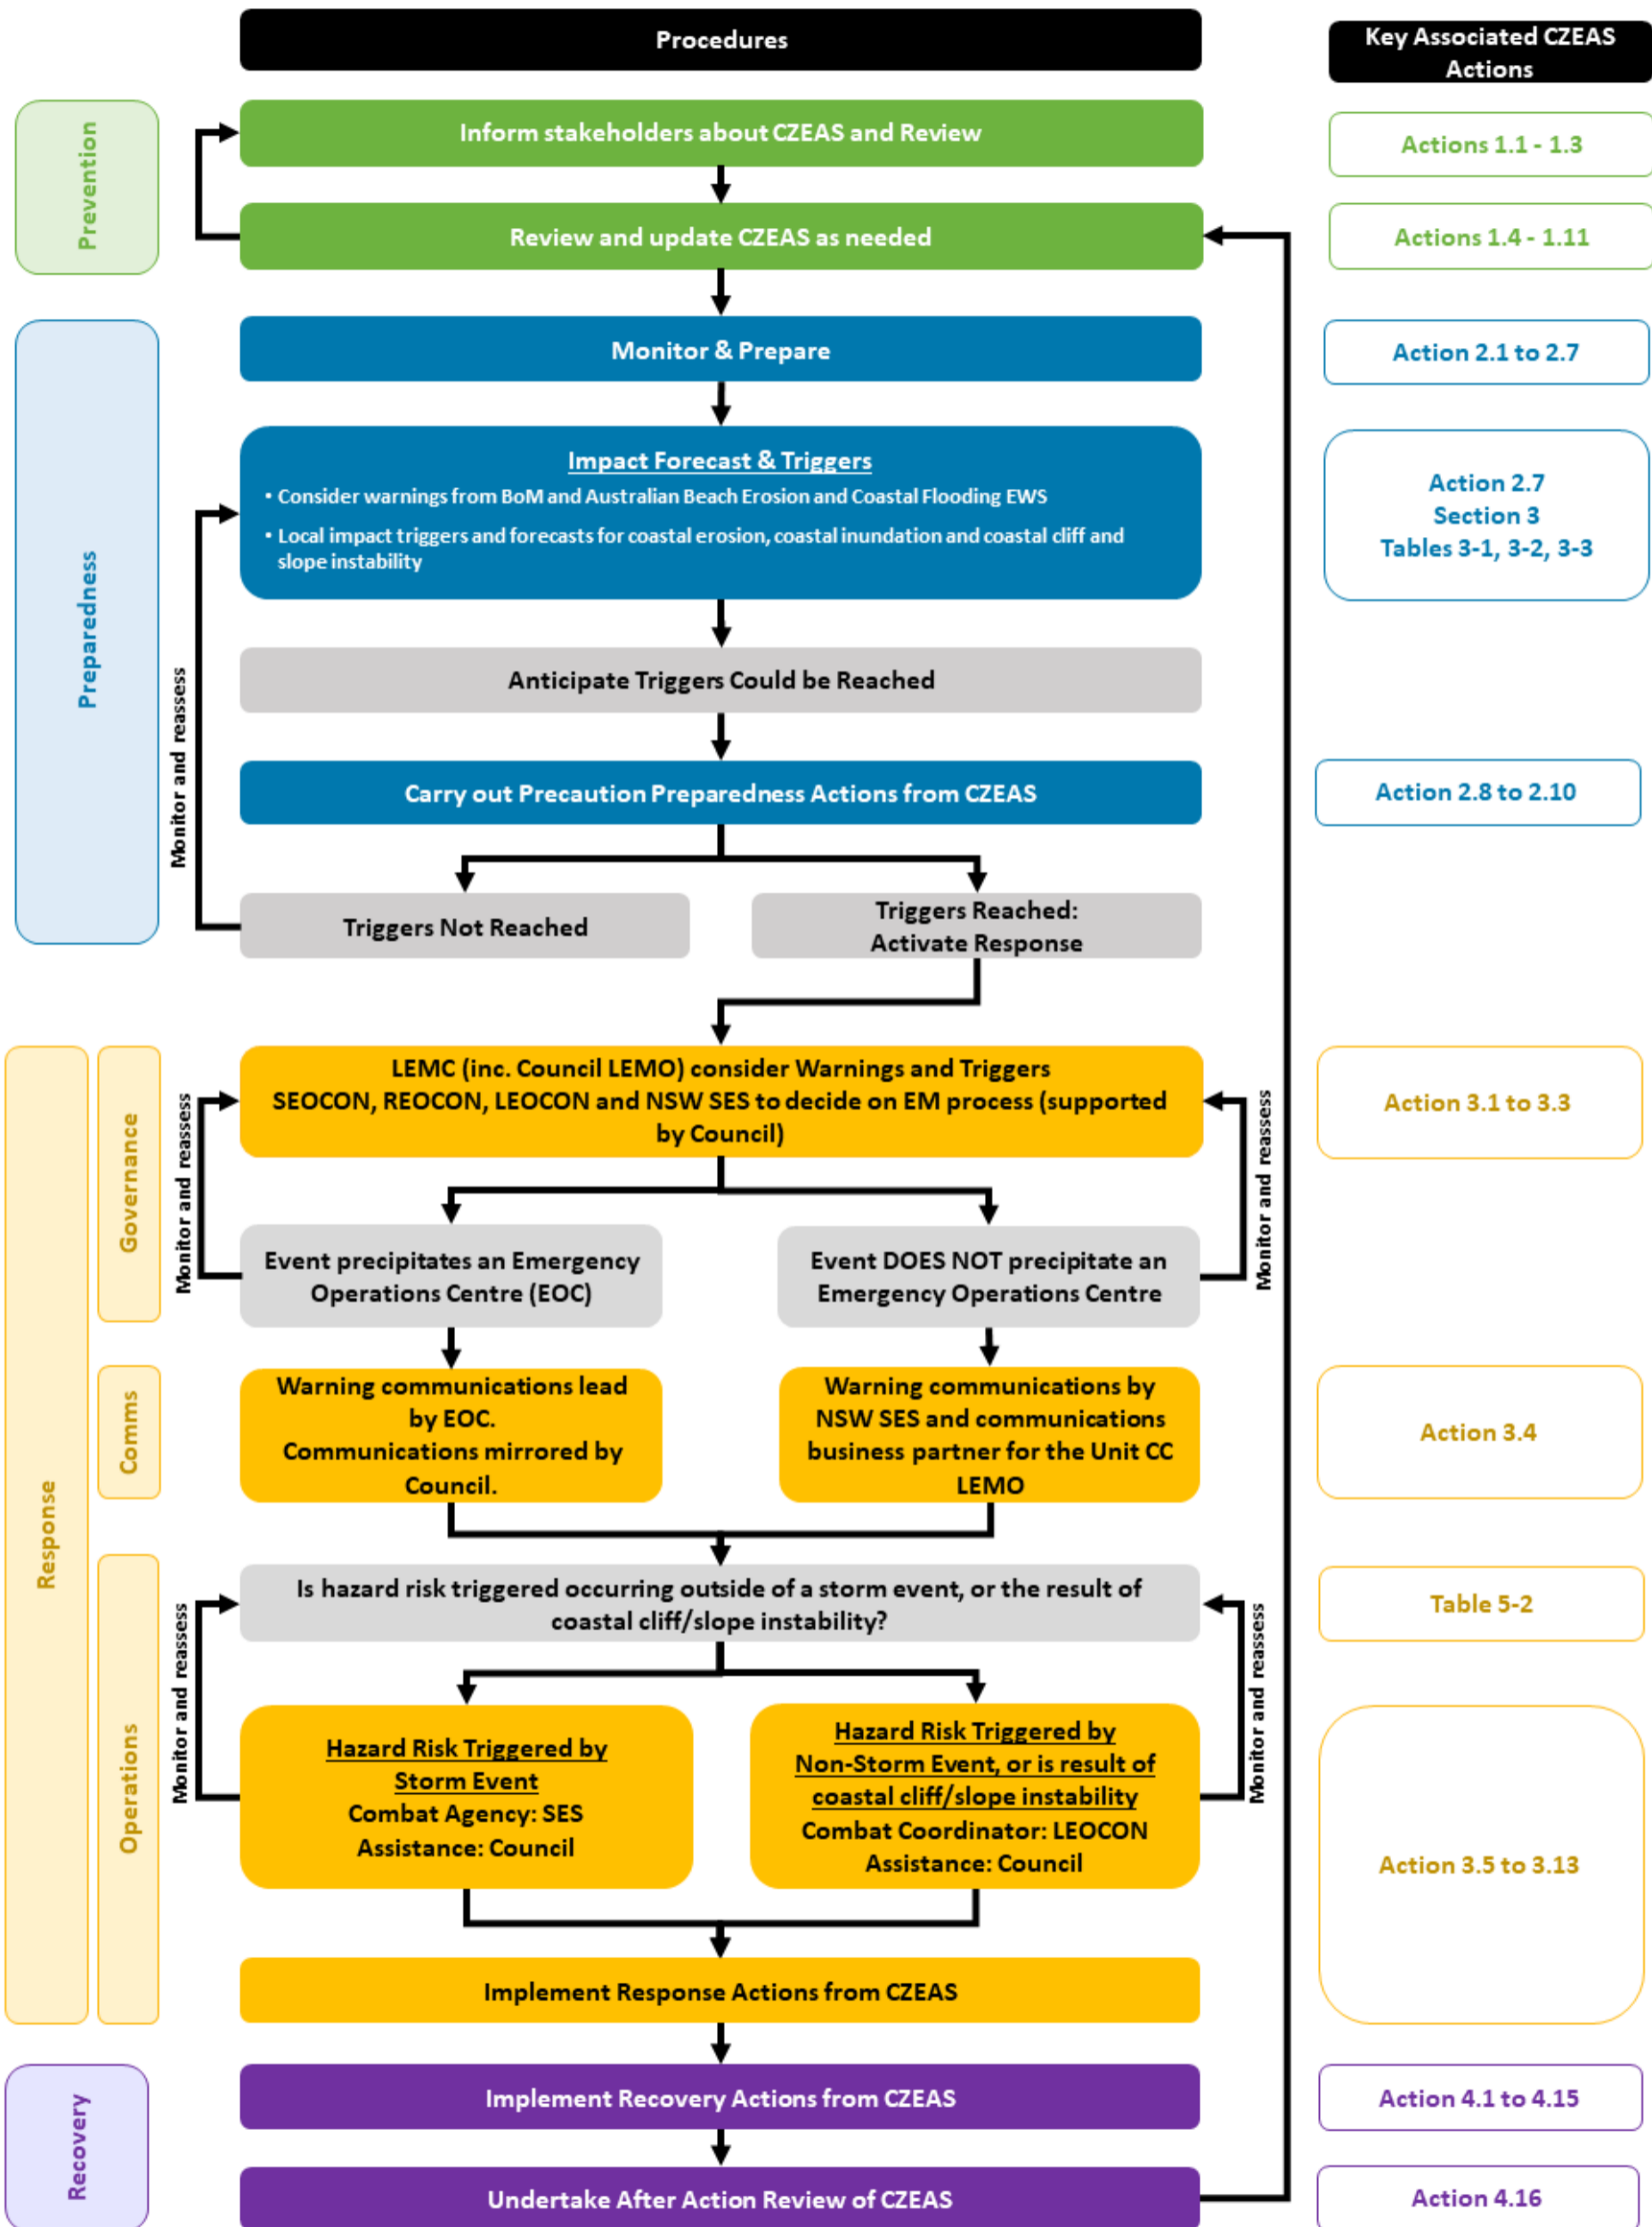 Procedures
Key Associated CZEAS
Actions
Prevention
Inform stakeholders about CZEAS and Review
Actions 1.1 - 1.3
Review and update CZEAS as needed
Actions 1.4 - 1.11
Preparedness
Monitor & Prepare
Action 2.1 to 2.7
Impact Forecast & Triggers
• Consider warnings from BoM and Australian Beach Erosion and Coastal Flooding EWS
• Local impact triggers and forecasts for coastal erosion, coastal inundation and coastal cliff and
slope instability
Action 2.7
Section 3
Tables 3-1, 3-2, 3-3
Monitor and reassess
Anticipate Triggers Could be Reached
Carry out Precaution Preparedness Actions from CZEAS
Action 2.8 to 2.10
Triggers Not Reached
Triggers Reached:
Activate Response
Response
Governance
Monitor and reassess
LEMC (inc. Council LEMO) consider Warnings and Triggers
SEOCON, REOCON, LEOCON and NSW SES to decide on EM process (supported
by Council)
Monitor and reassess
Action 3.1 to 3.3
Event precipitates an Emergency
Operations Centre (EOC)
Event DOES NOT precipitate an
Emergency Operations Centre
Comms
Warning communications lead
by EOC.
Communications mirrored by
Council.
Warning communications by
NSW SES and communications
business partner for the Unit CC
LEMO
Action 3.4
Operations
Monitor and reassess
Is hazard risk triggered occurring outside of a storm event, or the result of
coastal cliff/slope instability?
Monitor and reassess
Table 5-2
Hazard Risk Triggered by
Storm Event
Combat Agency: SES
Assistance: Council
Hazard Risk Triggered by
Non-Storm Event, or is result of
coastal cliff/slope instability
Combat Coordinator: LEOCON
Assistance: Council
Action 3.5 to 3.13
Implement Response Actions from CZEAS
Recovery
Implement Recovery Actions from CZEAS
Action 4.1 to 4.15
Undertake After Action Review of CZEAS
Action 4.16